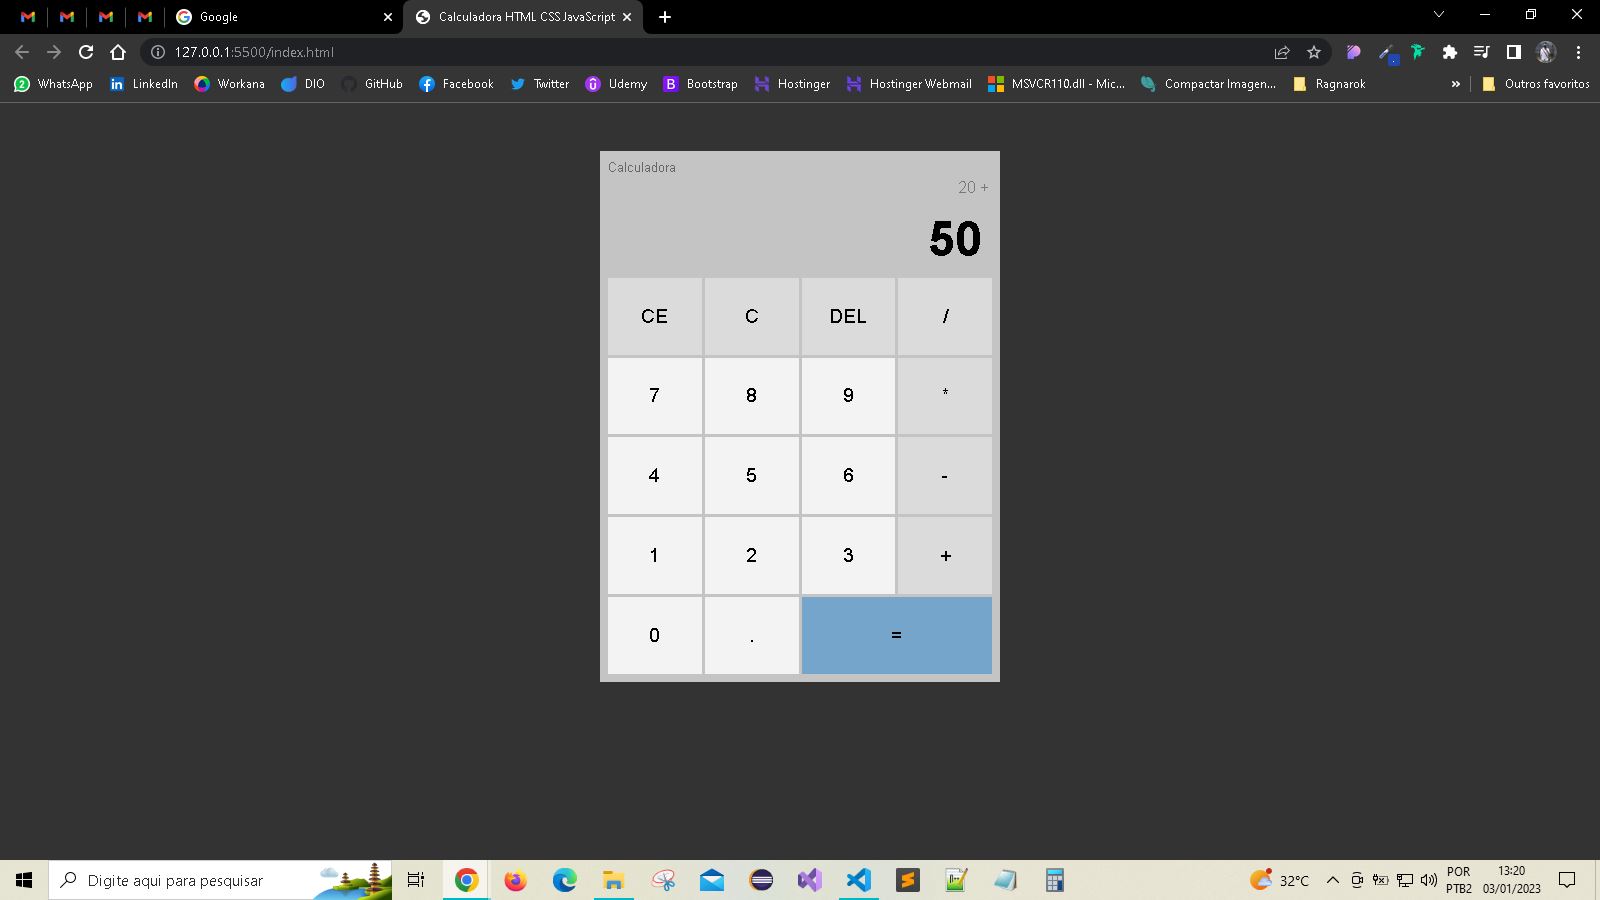 Google
Calculadora HTML CSS JavaScript
127.0.0.1:5500/index.html
WhatsApp LinkedIn Workana DIO GitHub Facebook Twitter Udemy Bootstrap Hostinger Hostinger Webmail MSVCR110.dll - Mic... Compactar Imagen... Ragnarok » Outros favoritos
Calculadora
20 +
50
CE C DEL /
7 8 9 *
4 5 6 -
1 2 3 +
0 . =
Digite aqui para pesquisar
32°C
POR
PTB2
13:20
03/01/2023